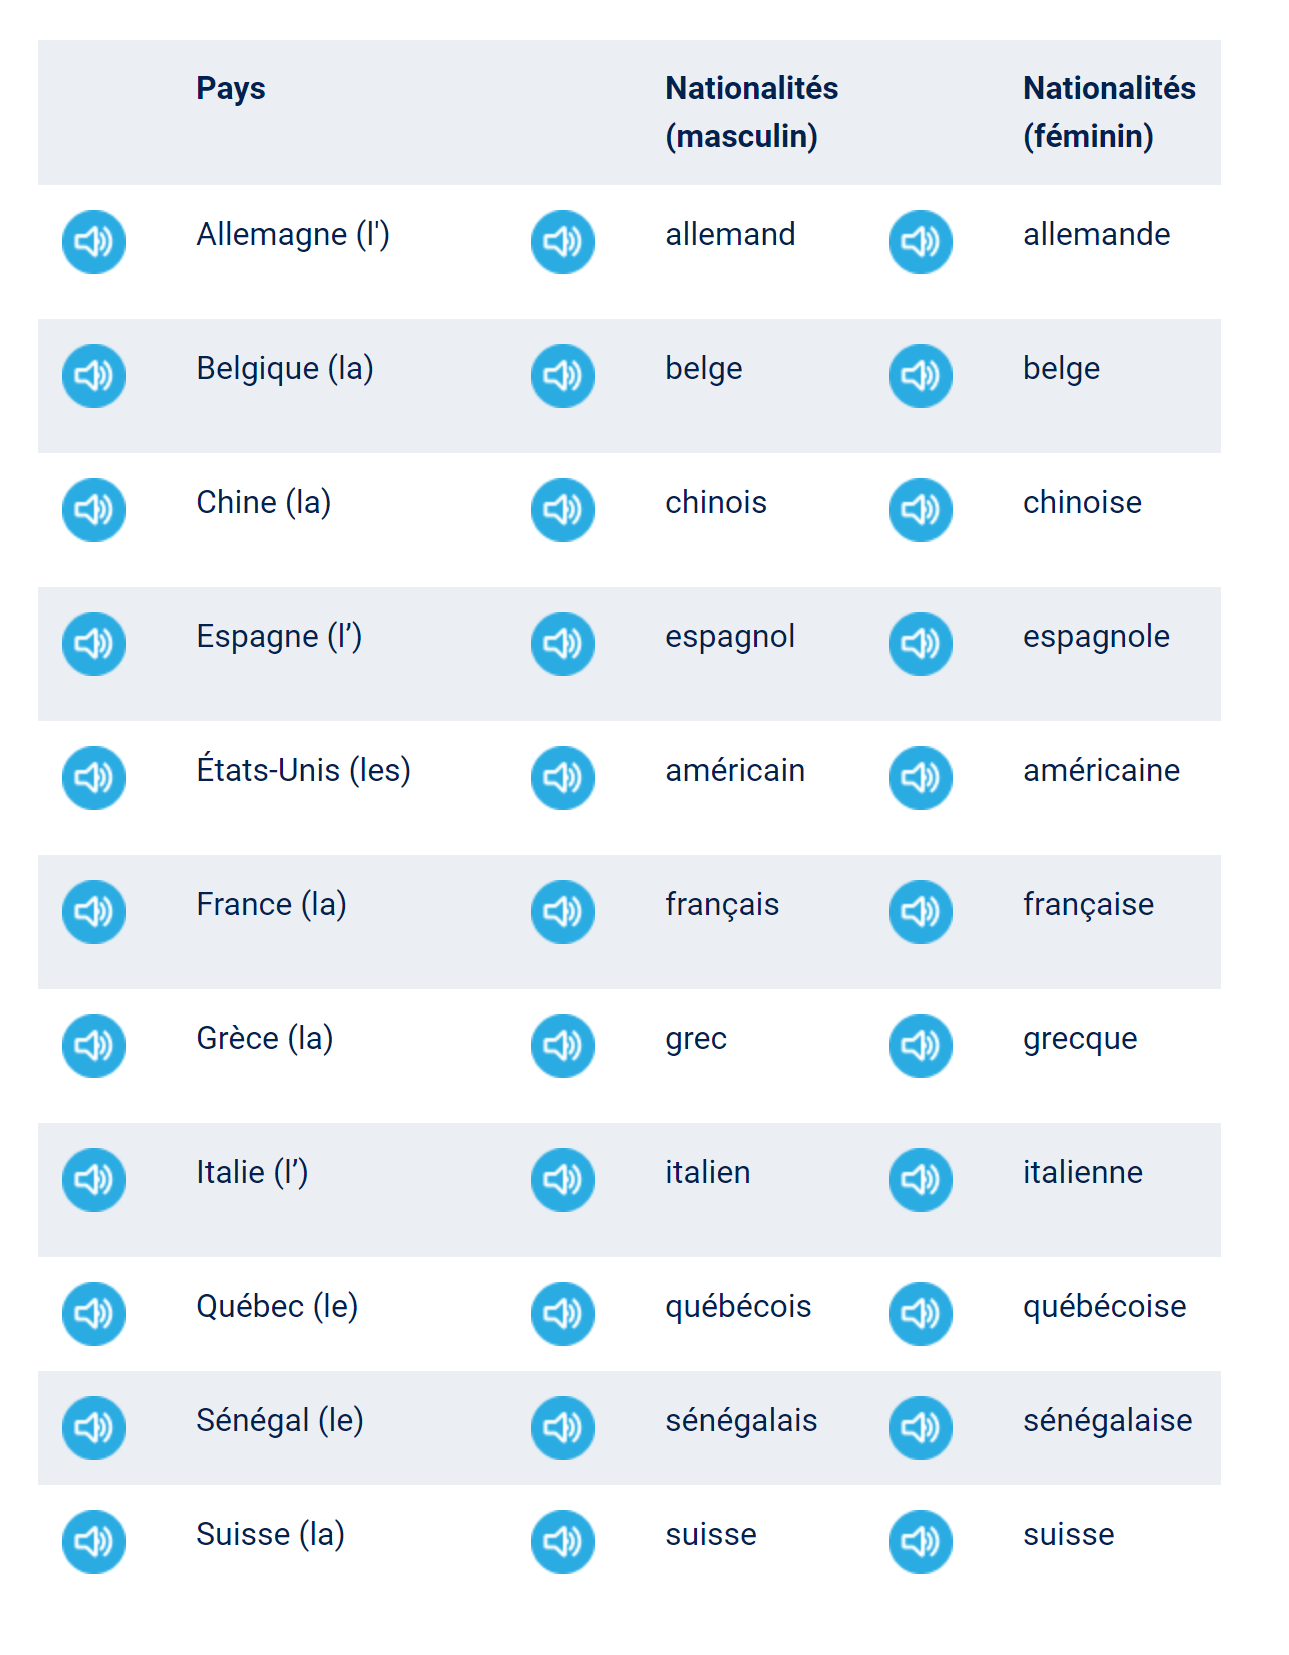 Pays Nationalités Nationalités
(masculin) (féminin)
Allemagne (l') allemand allemande
Belgique (la) belge belge
Chine (la) chinois chinoise
Espagne (l’) espagnol espagnole
États-Unis (les) américain américaine
France (la) français française
Grèce (la) grec grecque
Italie (l’) italien italienne
Québec (le) québécois québécoise
Sénégal (le) sénégalais sénégalaise
Suisse (la) suisse suisse